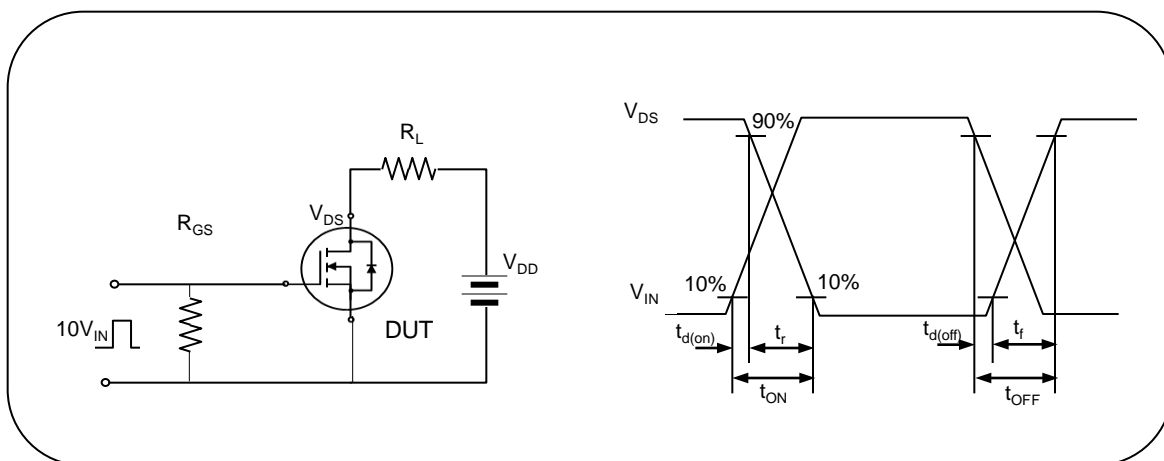 R_L
V_DS
R_GS
V_DD
10V_IN
DUT
V_DS
90%
10%
10%
V_IN
t_d(on)
t_r
t_d(off)
t_f
t_ON
t_OFF